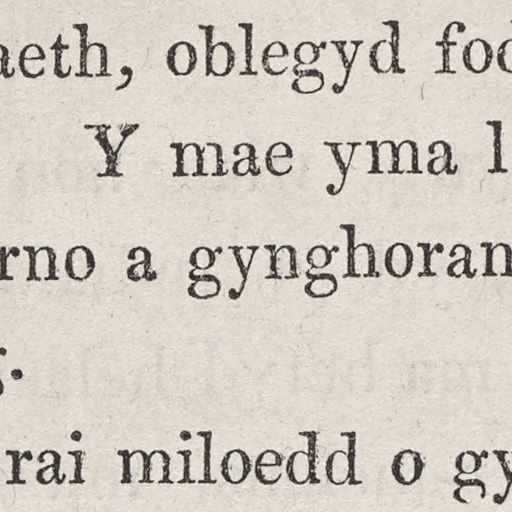 aeth, oblegyd fod
Y mae yma l
rno a gynghoran
.
rai miloedd o gy